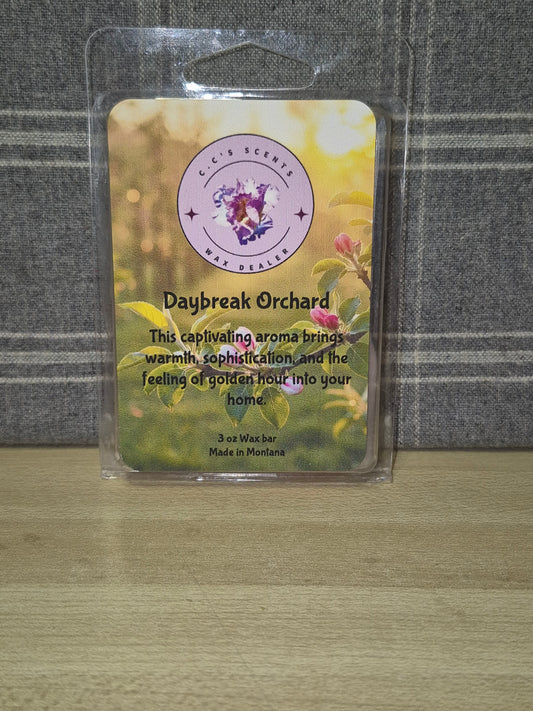 C.C'S SCENTS
WAX DEALER
Daybreak Orchard
This captivating aroma brings
warmth, sophistication, and the
feeling of golden hour into your
home.
3 oz Wax bar
Made in Montana